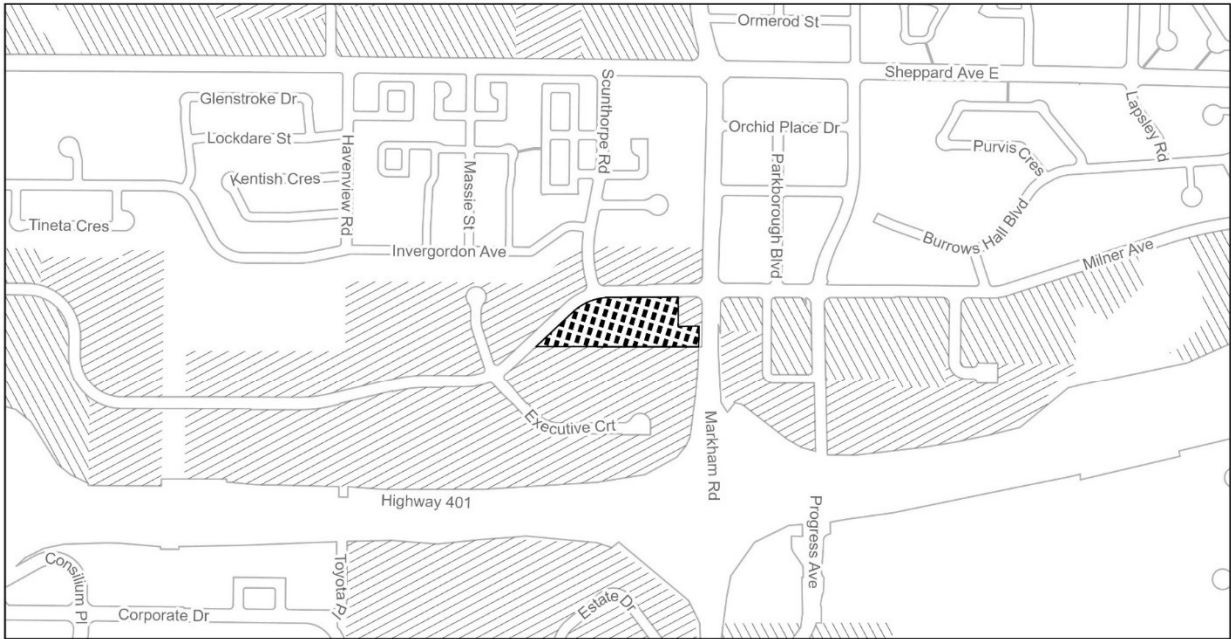 Ormerod St
Sheppard Ave E
Scunthorpe Rd
Glenstroke Dr
Lapsley Rd
Lockdare St
Havenview Rd
Orchid Place Dr
Purvis Cres
Massie St
Parkborough Blvd
Kentish Cres
Tineta Cres
Invergordon Ave
Burrows Hall Blvd
Milner Ave
Executive Crt
Markham Rd
Highway 401
Progress Ave
Consilium Pl
Toyota Pl
Corporate Dr
Estate Dr